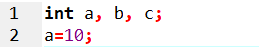 1 int a, b, c;
2 a=10;